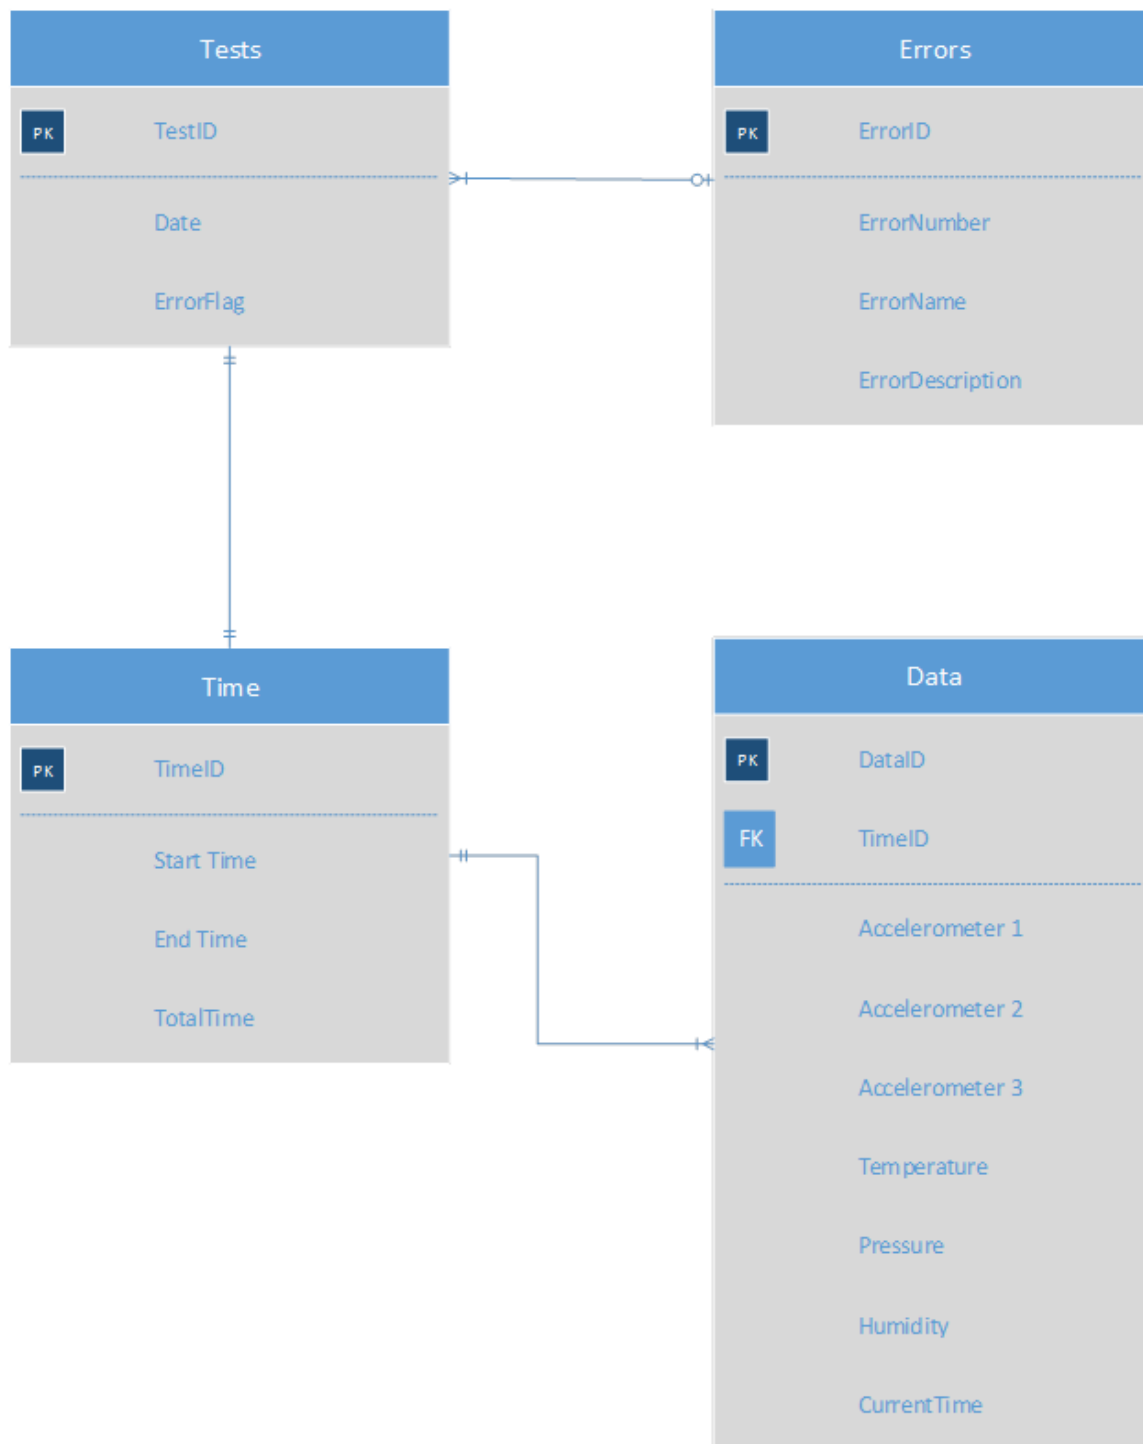 Tests
PK TestID
Date
ErrorFlag
Errors
PK ErrorID
ErrorNumber
ErrorName
ErrorDescription
Time
PK TimeID
Start Time
End Time
TotalTime
Data
PK DataID
FK TimeID
Accelerometer 1
Accelerometer 2
Accelerometer 3
Temperature
Pressure
Humidity
CurrentTime